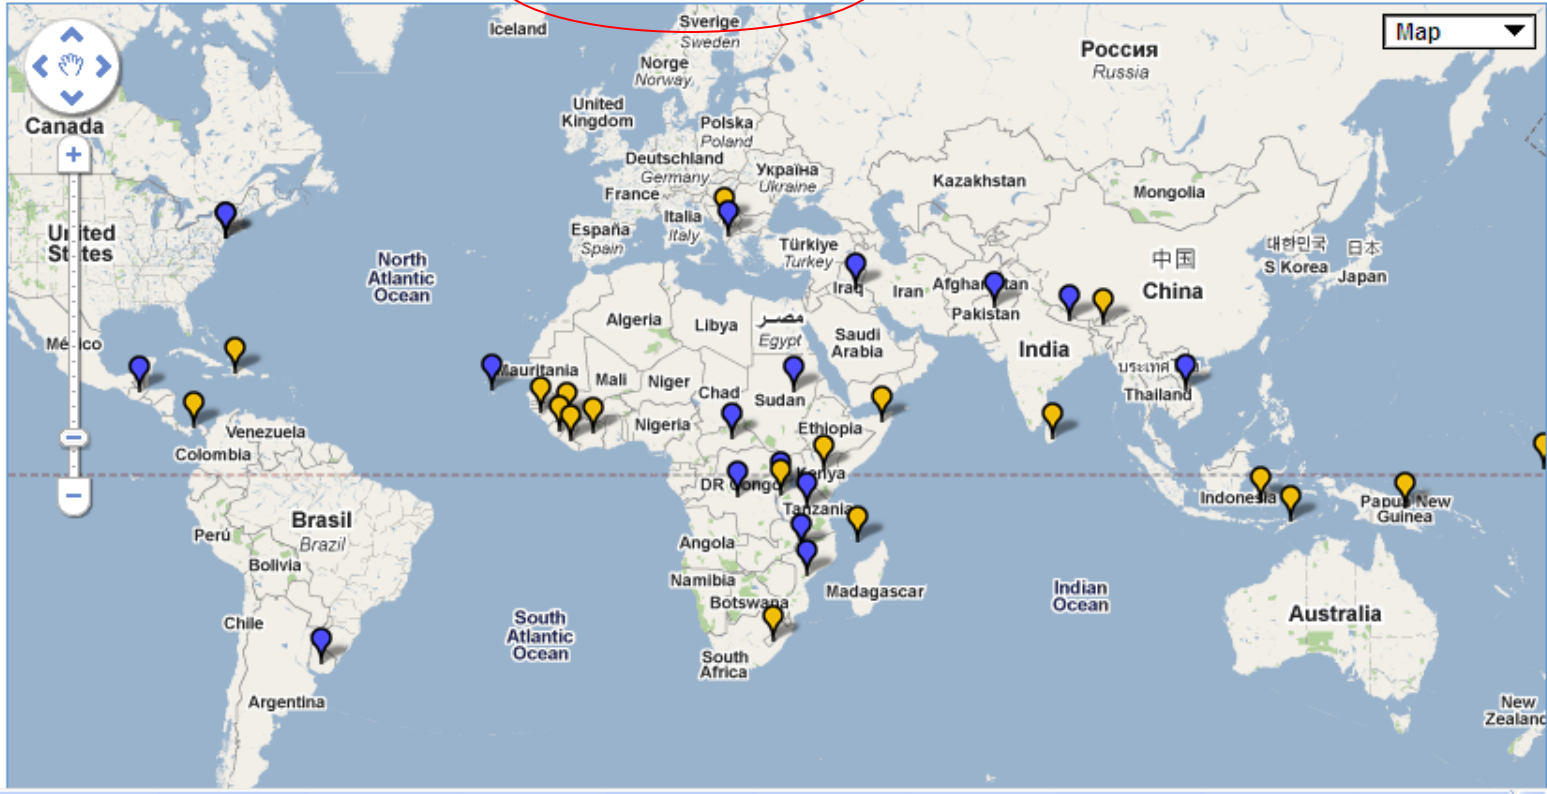 Iceland
Sverige
Sweden
Map
Norge
Norway
Россия
Russia
United
Kingdom
Canada
Polska
Poland
Deutschland
Germany
Україна
Ukraine
France
Kazakhstan
Mongolia
United
States
Italia
Italy
España
Spain
Türkiye
Turkey
中国
China
대한민국
S Korea
日本
Japan
North
Atlantic
Ocean
Iraq
Iran
Pakistan
Algeria
Libya
مصر
Egypt
Saudi
Arabia
India
México
Mauritania
Mali
Niger
Chad
Sudan
Thailand
Nigeria
Ethiopia
Venezuela
Colombia
Kenya
DR Congo
Tanzania
Indonesia
Papua New
Guinea
Perú
Brasil
Brazil
Angola
Bolivia
Namibia
Botswana
Madagascar
Indian
Ocean
Australia
Chile
South
Atlantic
Ocean
South
Africa
Argentina
New
Zealand